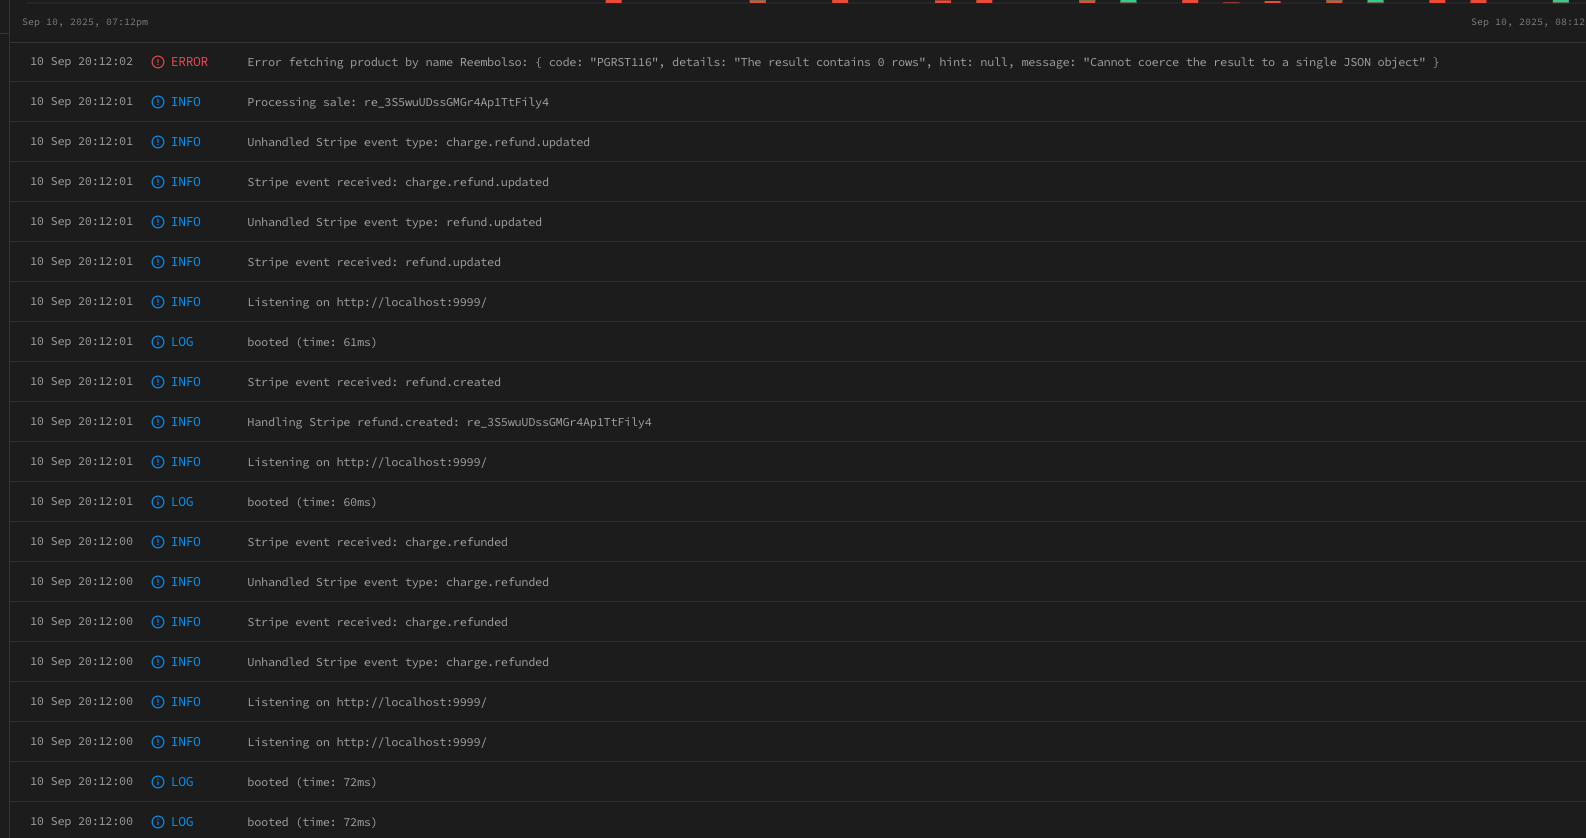 Sep 10, 2025, 07:12pm
Sep 10, 2025, 08:12
10 Sep 20:12:02 ERROR Error fetching product by name Reembolso: { code: "PGRST116", details: "The result contains 0 rows", hint: null, message: "Cannot coerce the result to a single JSON object" }
10 Sep 20:12:01 INFO Processing sale: re_3S5wuUDssGMGr4Ap1TtFily4
10 Sep 20:12:01 INFO Unhandled Stripe event type: charge.refund.updated
10 Sep 20:12:01 INFO Stripe event received: charge.refund.updated
10 Sep 20:12:01 INFO Unhandled Stripe event type: refund.updated
10 Sep 20:12:01 INFO Stripe event received: refund.updated
10 Sep 20:12:01 INFO Listening on http://localhost:9999/
10 Sep 20:12:01 LOG booted (time: 61ms)
10 Sep 20:12:01 INFO Stripe event received: refund.created
10 Sep 20:12:01 INFO Handling Stripe refund.created: re_3S5wuUDssGMGr4Ap1TtFily4
10 Sep 20:12:01 INFO Listening on http://localhost:9999/
10 Sep 20:12:01 LOG booted (time: 60ms)
10 Sep 20:12:00 INFO Stripe event received: charge.refunded
10 Sep 20:12:00 INFO Unhandled Stripe event type: charge.refunded
10 Sep 20:12:00 INFO Stripe event received: charge.refunded
10 Sep 20:12:00 INFO Unhandled Stripe event type: charge.refunded
10 Sep 20:12:00 INFO Listening on http://localhost:9999/
10 Sep 20:12:00 INFO Listening on http://localhost:9999/
10 Sep 20:12:00 LOG booted (time: 72ms)
10 Sep 20:12:00 LOG booted (time: 72ms)